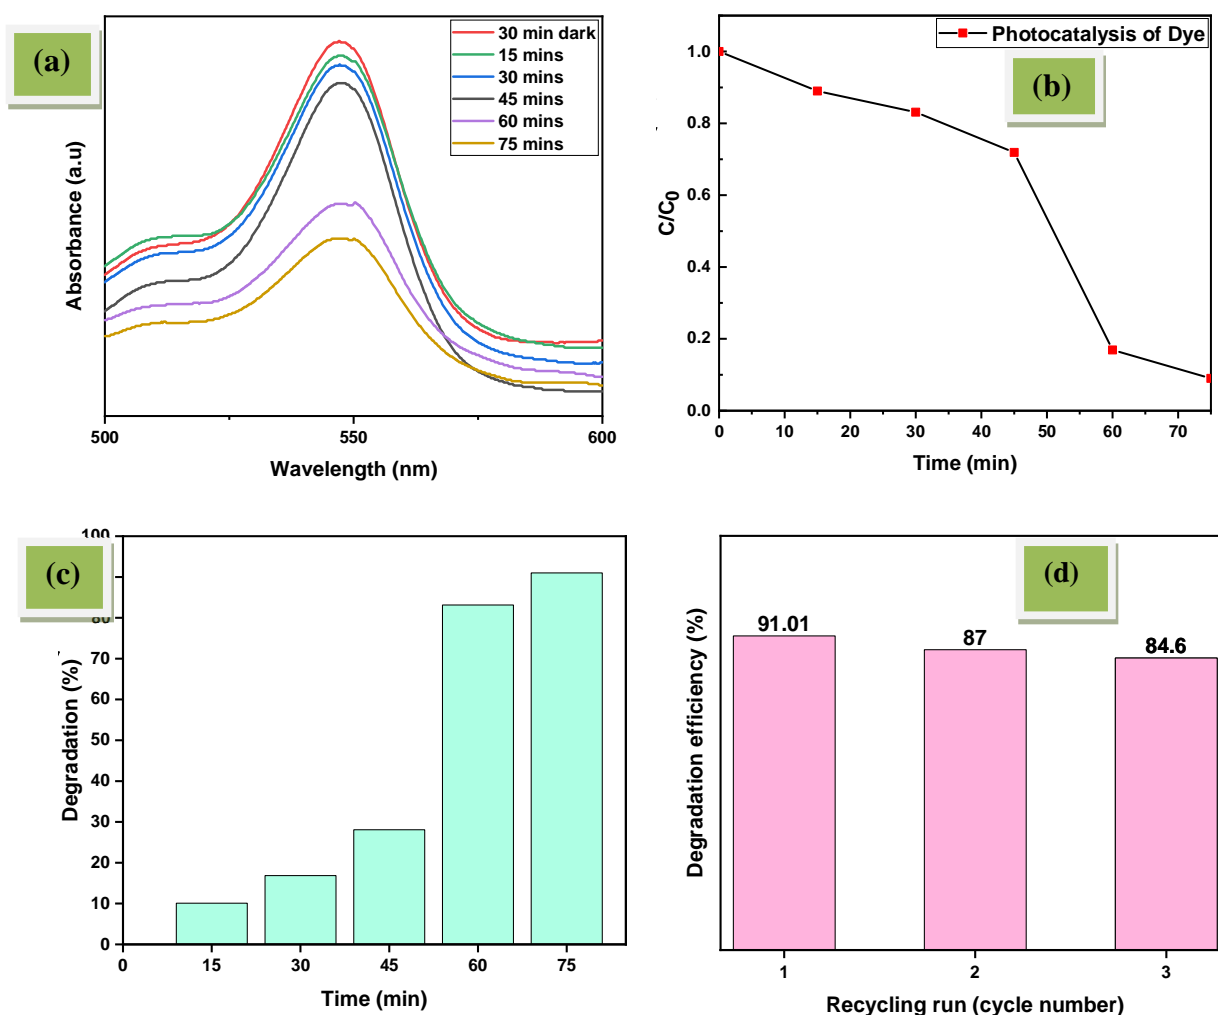 (a)
30 min dark
15 mins
30 mins
45 mins
60 mins
75 mins
Absorbance (a.u)
500
550
600
Wavelength (nm)
(b)
Photocatalysis of Dye
1.0
0.8
0.6
0.4
0.2
0.0
C/C0
0
10
20
30
40
50
60
70
Time (min)
(c)
100
80
70
60
50
40
30
20
10
0
Degradation (%)
0
15
30
45
60
75
Time (min)
(d)
91.01
87
84.6
Degradation efficiency (%)
1
2
3
Recycling run (cycle number)